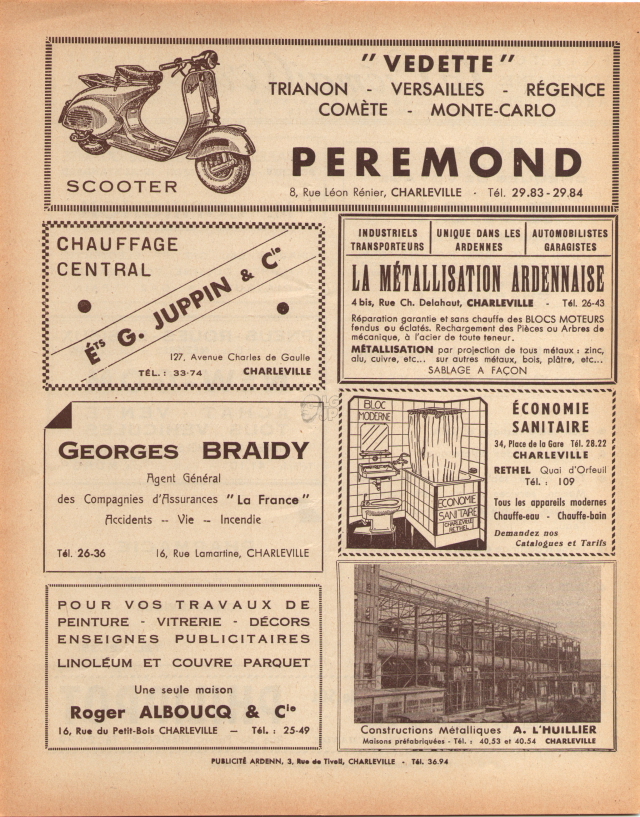 "VEDETTE"
TRIANON - VERSAILLES - RÉGENCE
COMÈTE - MONTE-CARLO
PEREMOND
SCOOTER
8, Rue Léon Rénier, CHARLEVILLE - Tél. 29.83 - 29.84
CHAUFFAGE
CENTRAL
Éts G. JUPPIN & Cie
127, Avenue Charles de Gaulle
TÉL. : 33-74 CHARLEVILLE
INDUSTRIELS
TRANSPORTEURS
UNIQUE DANS LES
ARDENNES
AUTOMOBILISTES
GARAGISTES
LA MÉTALLISATION ARDENNAISE
4 bis, Rue Ch. Delahaut, CHARLEVILLE - Tél. 26-43
Réparation garantie et sans chauffe des BLOCS MOTEURS
fendus ou éclatés. Rechargement des Pièces ou Arbres de
mécanique, à l'acier de toute teneur.
MÉTALLISATION par projection de tous métaux : zinc,
alu, cuivre, etc... sur autres métaux, bois, plâtre, etc...
SABLAGE A FAÇON
GEORGES BRAIDY
Agent Général
des Compagnies d'Assurances "La France"
Accidents -- Vie -- Incendie
Tél. 26-36 16, Rue Lamartine, CHARLEVILLE
BLOC
MODERNE
ECONOMIE
SANITAIRE
CHARLEVILLE
RETHEL
ÉCONOMIE
SANITAIRE
34, Place de la Gare Tél. 28.22
CHARLEVILLE
RETHEL Quai d'Orfeuil
Tél. : 109
Tous les appareils modernes
Chauffe-eau - Chauffe-bain
Demandez nos
Catalogues et Tarifs
POUR VOS TRAVAUX DE
PEINTURE - VITRERIE - DÉCORS
ENSEIGNES PUBLICITAIRES
LINOLÉUM ET COUVRE PARQUET
Une seule maison
Roger ALBOUCQ & Cie
16, Rue du Petit-Bois CHARLEVILLE — Tél. : 25-49
Constructions Métalliques A. L'HUILLIER
Maisons préfabriquées - Tél. : 40,53 et 40.54 CHARLEVILLE
PUBLICITÉ ARDENN, 3, Rue de Tivoli, CHARLEVILLE - Tél. 36.94